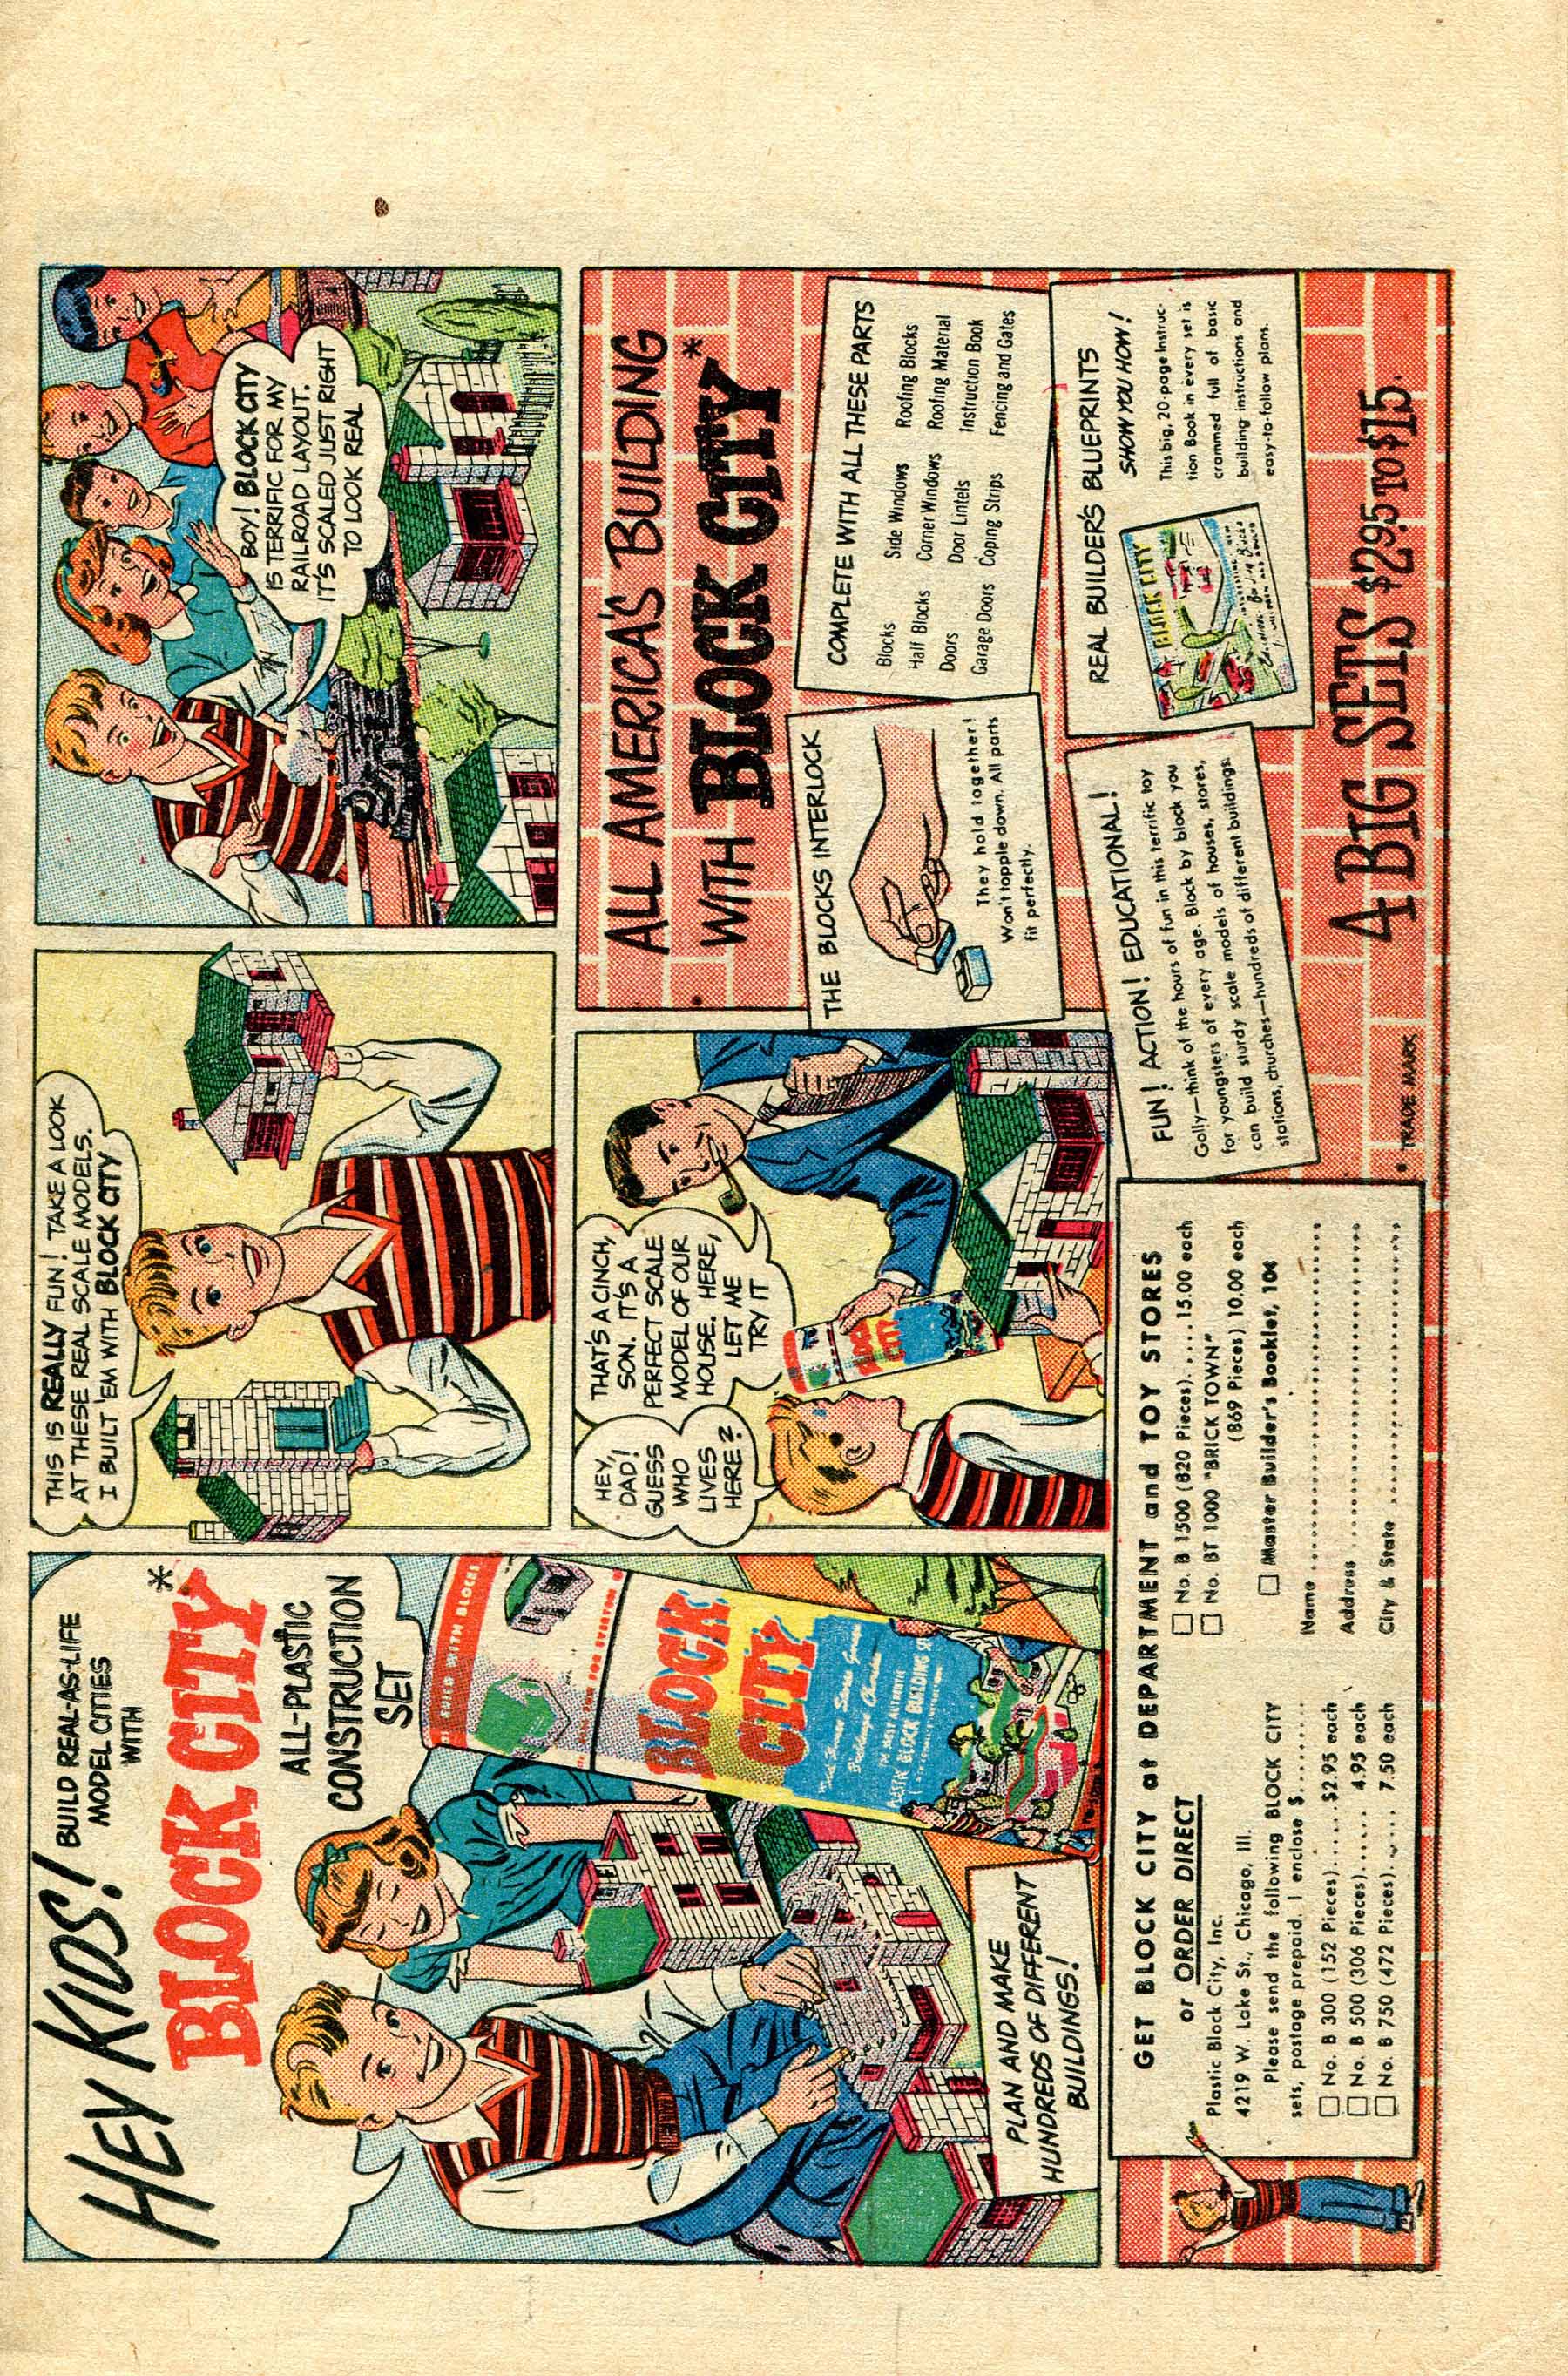 HEY KIDS! BUILD REAL-AS-LIFE
MODEL CITIES
WITH
BLOCK CITY*
ALL-PLASTIC
CONSTRUCTION
SET
BUILD WITH BLOCKS
BLOCK
CITY
PLASTIC BLOCK BUILDING
PLAN AND MAKE
HUNDREDS OF DIFFERENT
BUILDINGS!
THIS IS REALLY FUN! TAKE A LOOK
AT THESE REAL SCALE MODELS.
I BUILT 'EM WITH BLOCK CITY
BOY! BLOCK CITY
IS TERRIFIC FOR MY
RAILROAD LAYOUT.
IT'S SCALED JUST RIGHT
TO LOOK REAL
HEY,
DAD!
GUESS
WHO
LIVES
HERE?
THAT'S A CINCH,
SON. IT'S A
PERFECT SCALE
MODEL OF OUR
HOUSE. HERE,
LET ME
TRY IT
BLOCK
CITY
ALL AMERICA'S BUILDING
WITH BLOCK CITY*
THE BLOCKS INTERLOCK
They hold together!
Won't topple down. All parts
fit perfectly.
COMPLETE WITH ALL THESE PARTS
Blocks Side Windows Roofing Blocks
Half Blocks Corner Windows Roofing Material
Doors Door Lintels Instruction Book
Garage Doors Coping Strips Fencing and Gates
FUN! ACTION! EDUCATIONAL!
Golly—think of the hours of fun in this terrific toy
for youngsters of every age. Block by block you
can build sturdy scale models of houses, stores,
stations, churches—hundreds of different buildings.
REAL BUILDER'S BLUEPRINTS
SHOW YOU HOW!
BLOCK CITY
This big, 20 page Instruc-
tion Book in every set is
crammed full of basic
building instructions and
easy-to-follow plans.
4 BIG SETS $2.95 TO $15.
* TRADE MARK
GET BLOCK CITY at DEPARTMENT and TOY STORES
or ORDER DIRECT
Plastic Block City, Inc.
4219 W. Lake St., Chicago, Ill.
Please send the following BLOCK CITY
sets, postage prepaid. I enclose $........
No. B 300 (152 Pieces).....$2.95 each
No. B 500 (306 Pieces)..... 4.95 each
No. B 750 (472 Pieces)..... 7.50 each
No. B 1500 (820 Pieces).....15.00 each
No. BT 1000 "BRICK TOWN"
(869 Pieces) 10.00 each
Master Builder's Booklet, 10¢
Name
Address
City & State